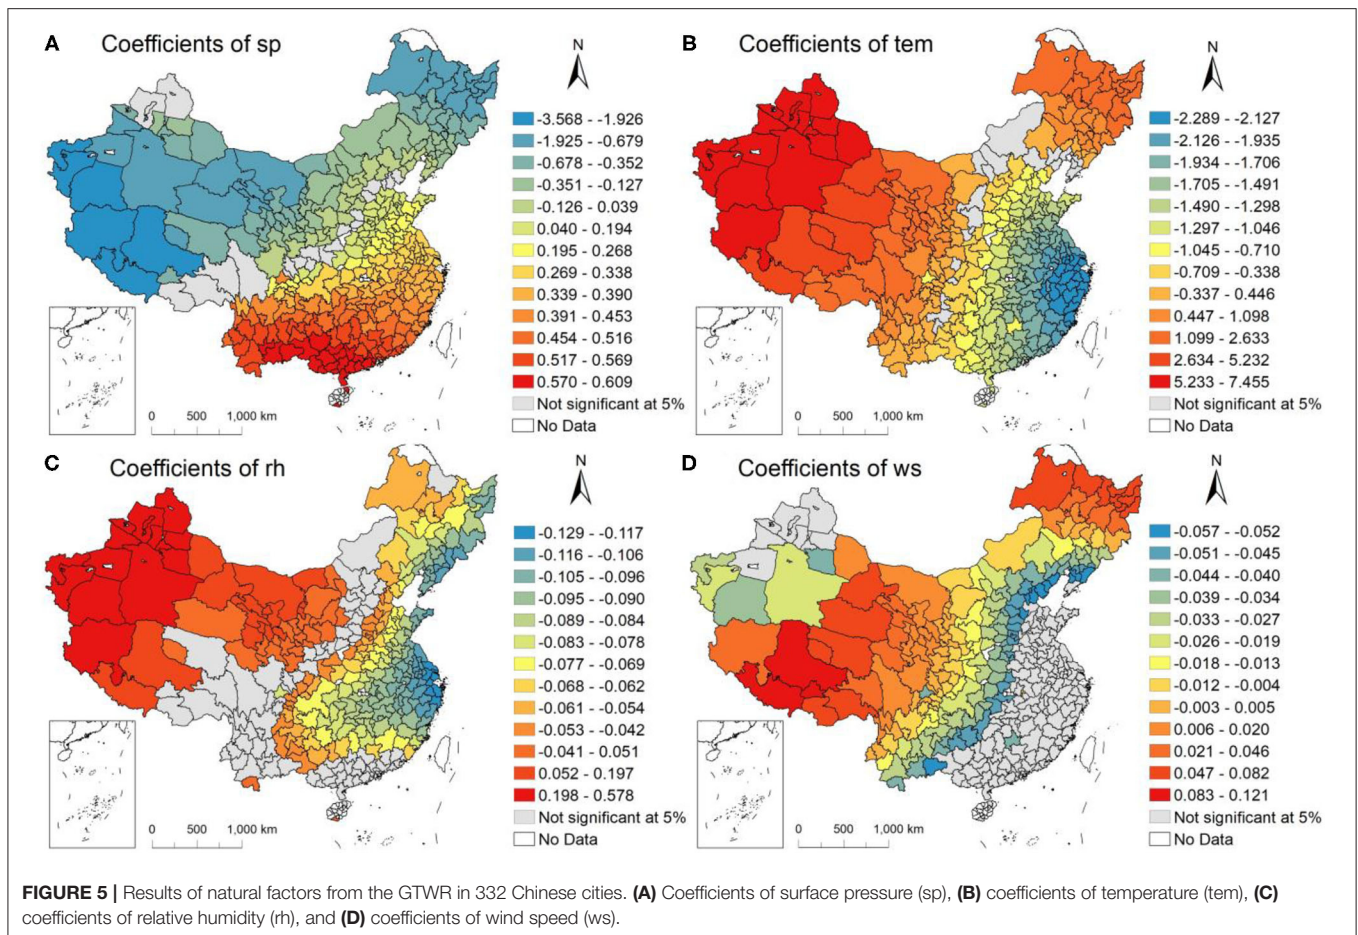 A Coefficients of sp
N
-3.568 - -1.926
-1.925 - -0.679
-0.678 - -0.352
-0.351 - -0.127
-0.126 - 0.039
0.040 - 0.194
0.195 - 0.268
0.269 - 0.338
0.339 - 0.390
0.391 - 0.453
0.454 - 0.516
0.517 - 0.569
0.570 - 0.609
Not significant at 5%
No Data
0 500 1,000 km
B Coefficients of tem
N
-2.289 - -2.127
-2.126 - -1.935
-1.934 - -1.706
-1.705 - -1.491
-1.490 - -1.298
-1.297 - -1.046
-1.045 - -0.710
-0.709 - -0.338
-0.337 - 0.446
0.447 - 1.098
1.099 - 2.633
2.634 - 5.232
5.233 - 7.455
Not significant at 5%
No Data
0 500 1,000 km
C Coefficients of rh
N
-0.129 - -0.117
-0.116 - -0.106
-0.105 - -0.096
-0.095 - -0.090
-0.089 - -0.084
-0.083 - -0.078
-0.077 - -0.069
-0.068 - -0.062
-0.061 - -0.054
-0.053 - -0.042
-0.041 - 0.051
0.052 - 0.197
0.198 - 0.578
Not significant at 5%
No Data
0 500 1,000 km
D Coefficients of ws
N
-0.057 - -0.052
-0.051 - -0.045
-0.044 - -0.040
-0.039 - -0.034
-0.033 - -0.027
-0.026 - -0.019
-0.018 - -0.013
-0.012 - -0.004
-0.003 - 0.005
0.006 - 0.020
0.021 - 0.046
0.047 - 0.082
0.083 - 0.121
Not significant at 5%
No Data
0 500 1,000 km
FIGURE 5 | Results of natural factors from the GTWR in 332 Chinese cities. (A) Coefficients of surface pressure (sp), (B) coefficients of temperature (tem), (C)
coefficients of relative humidity (rh), and (D) coefficients of wind speed (ws).